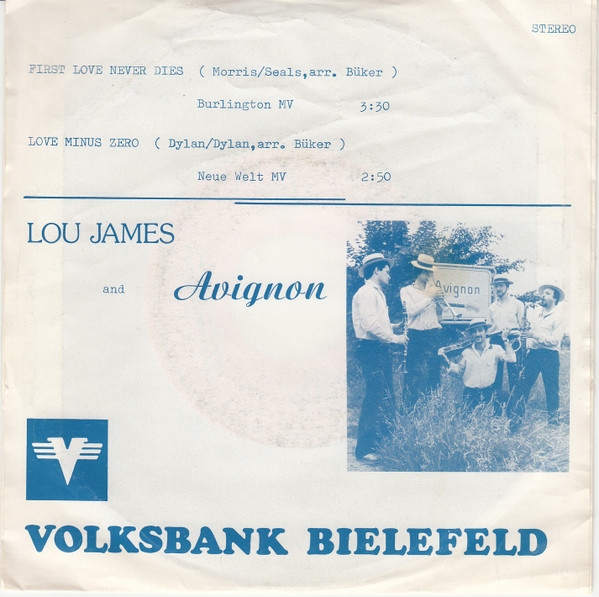 STEREO
FIRST LOVE NEVER DIES ( Morris/Seals,arr. Büker )
Burlington MV 3:30
LOVE MINUS ZERO ( Dylan/Dylan,arr. Büker )
Neue Welt MV 2:50
LOU JAMES
and Avignon
Avignon
V
VOLKSBANK BIELEFELD